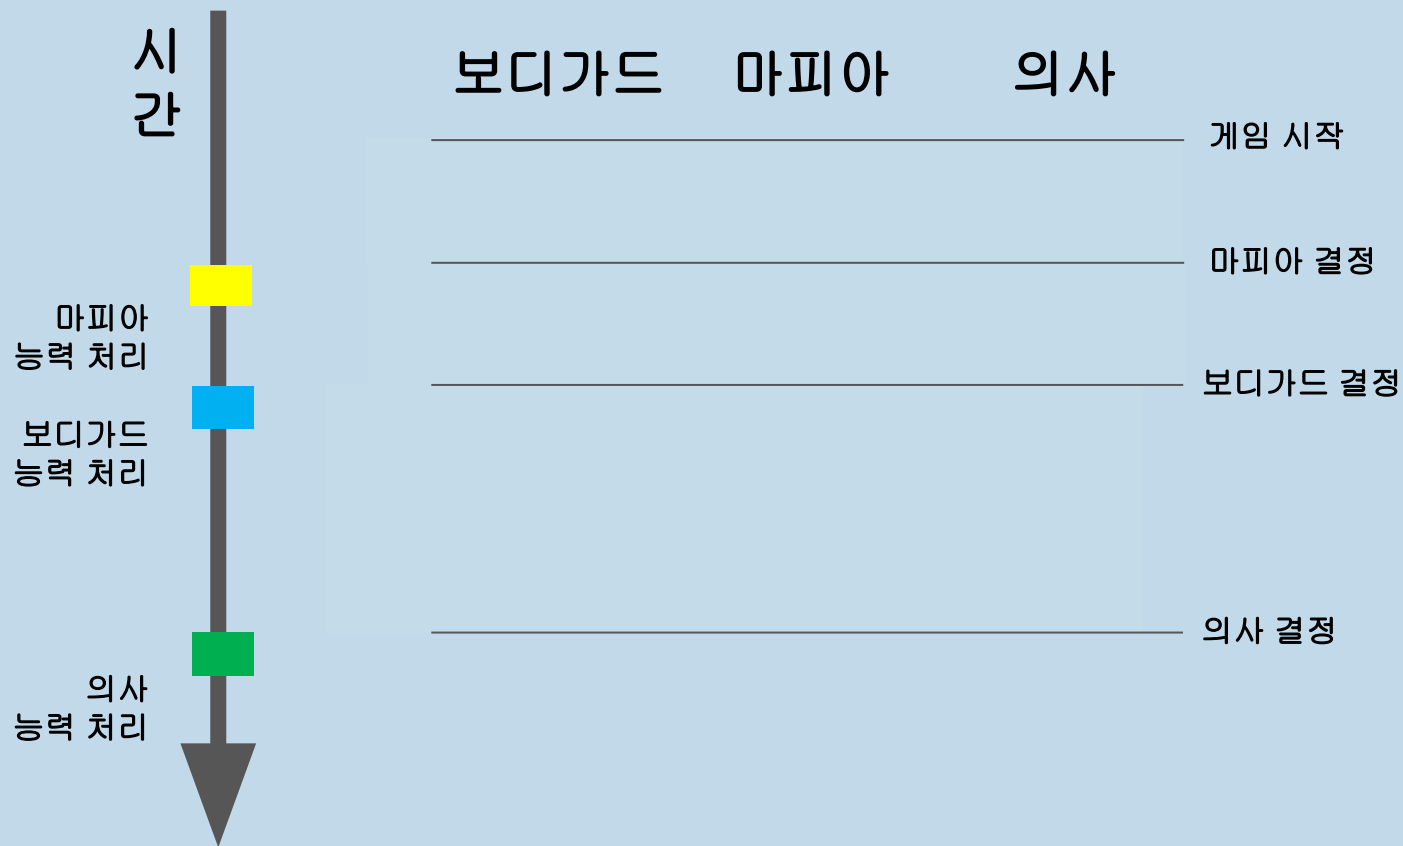 시
간
보디가드 마피아 의사
게임 시작
마피아 결정
마피아
능력 처리
보디가드 결정
보디가드
능력 처리
의사 결정
의사
능력 처리